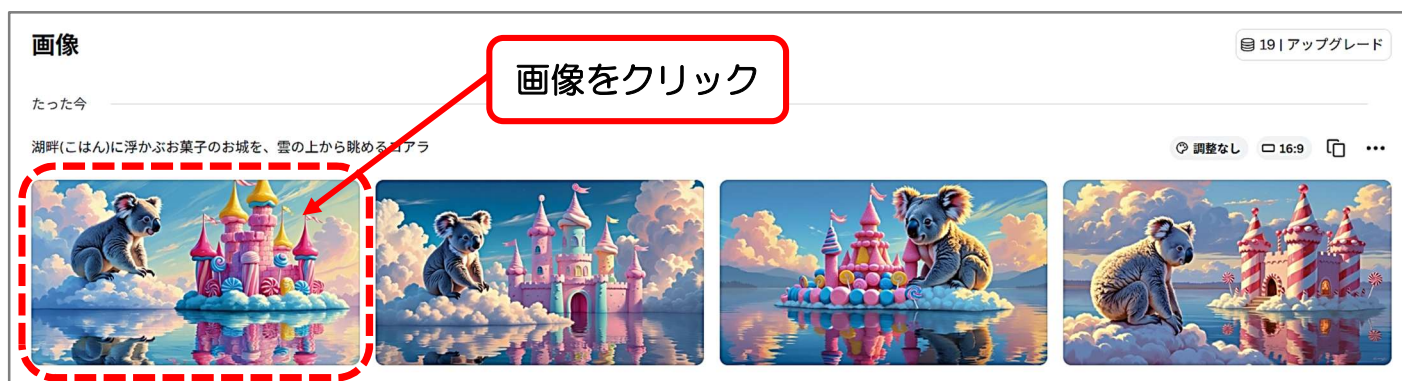 画像
19 | アップグレード
画像をクリック
たった今
湖畔(こはん)に浮かぶお菓子のお城を、雲の上から眺めるコアラ
調整なし
16:9